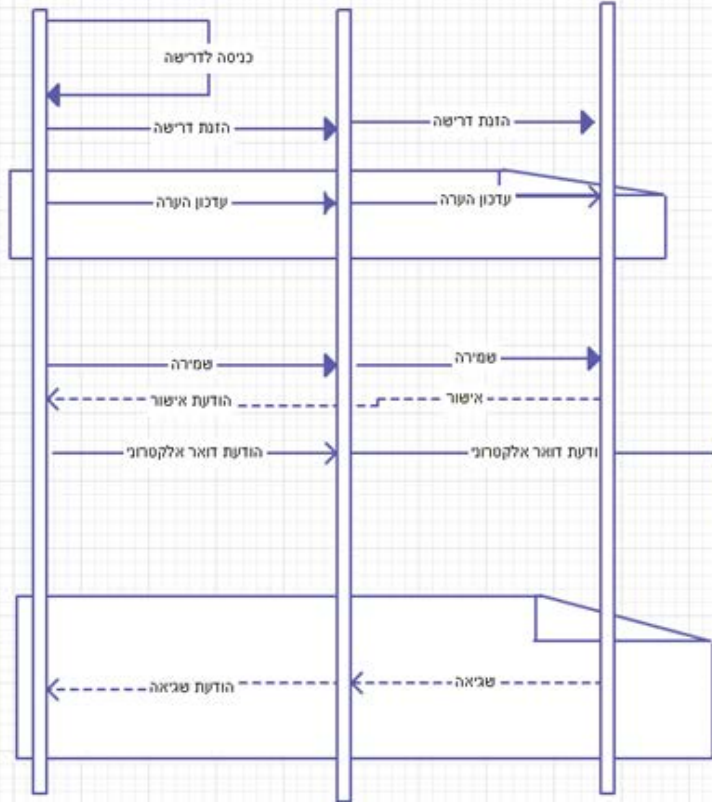 כניסה לדרישה
הזנת דרישה
הזנת דרישה
עדכון הערה
עדכון הערה
שמירה
שמירה
הודעת אישור
אישור
הודעת דואר אלקטרוני
ודעת דואר אלקטרוני
הודעת שגיאה
שגיאה